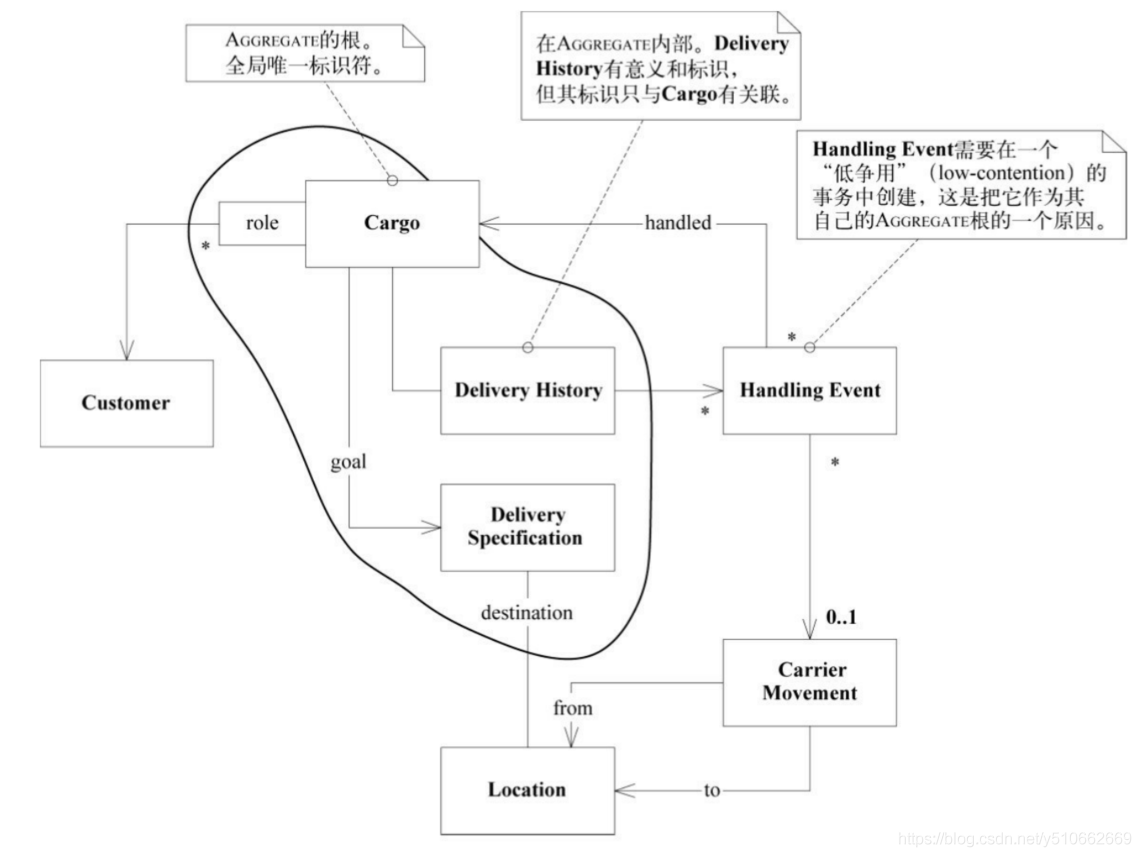 AGGREGATE的根。
全局唯一标识符。
在AGGREGATE内部。Delivery
History有意义和标识，
但其标识只与Cargo有关联。
Handling Event需要在一个
“低争用”（low-contention）的
事务中创建，这是把它作为其
自己的AGGREGATE根的一个原因。
role
Cargo
handled
*
*
Customer
Delivery History
Handling Event
*
goal
*
Delivery
Specification
destination
0..1
Carrier
Movement
from
Location
to
https://blog.csdn.net/y510662669